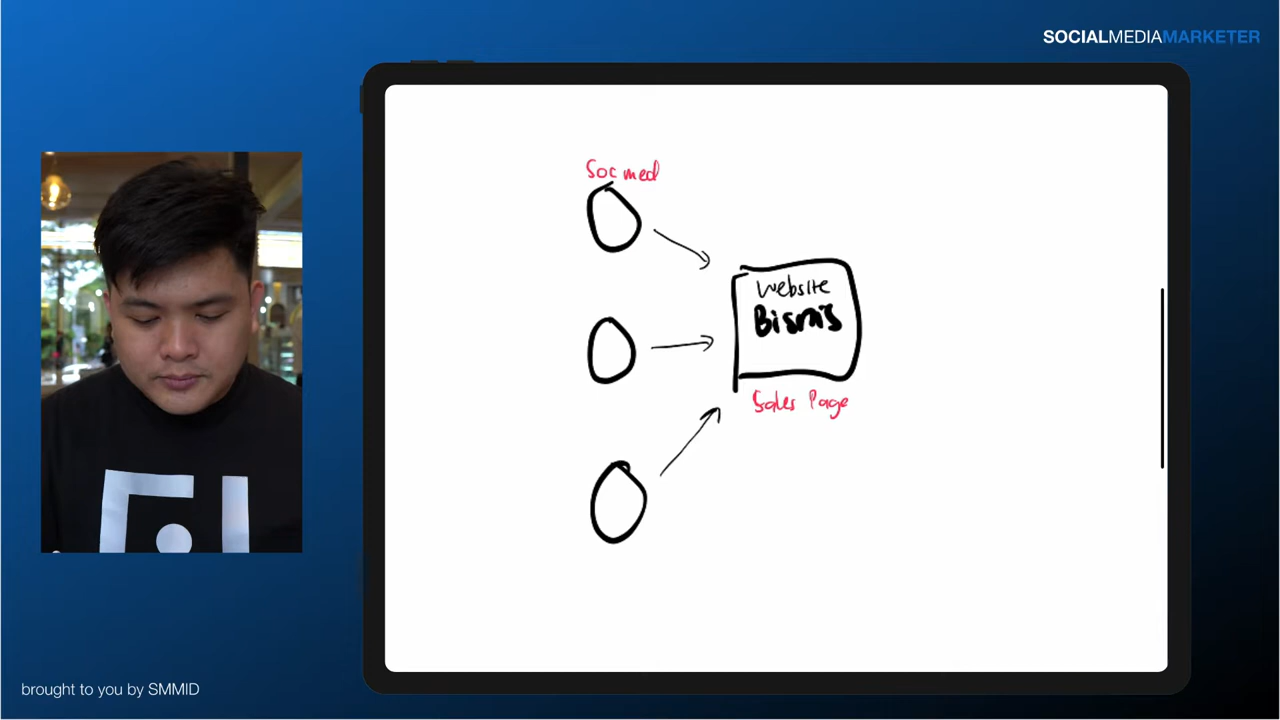 SOCIALMEDIAMARKETER
Soc med
Website
Bisnis
Sales Page
brought to you by SMMID